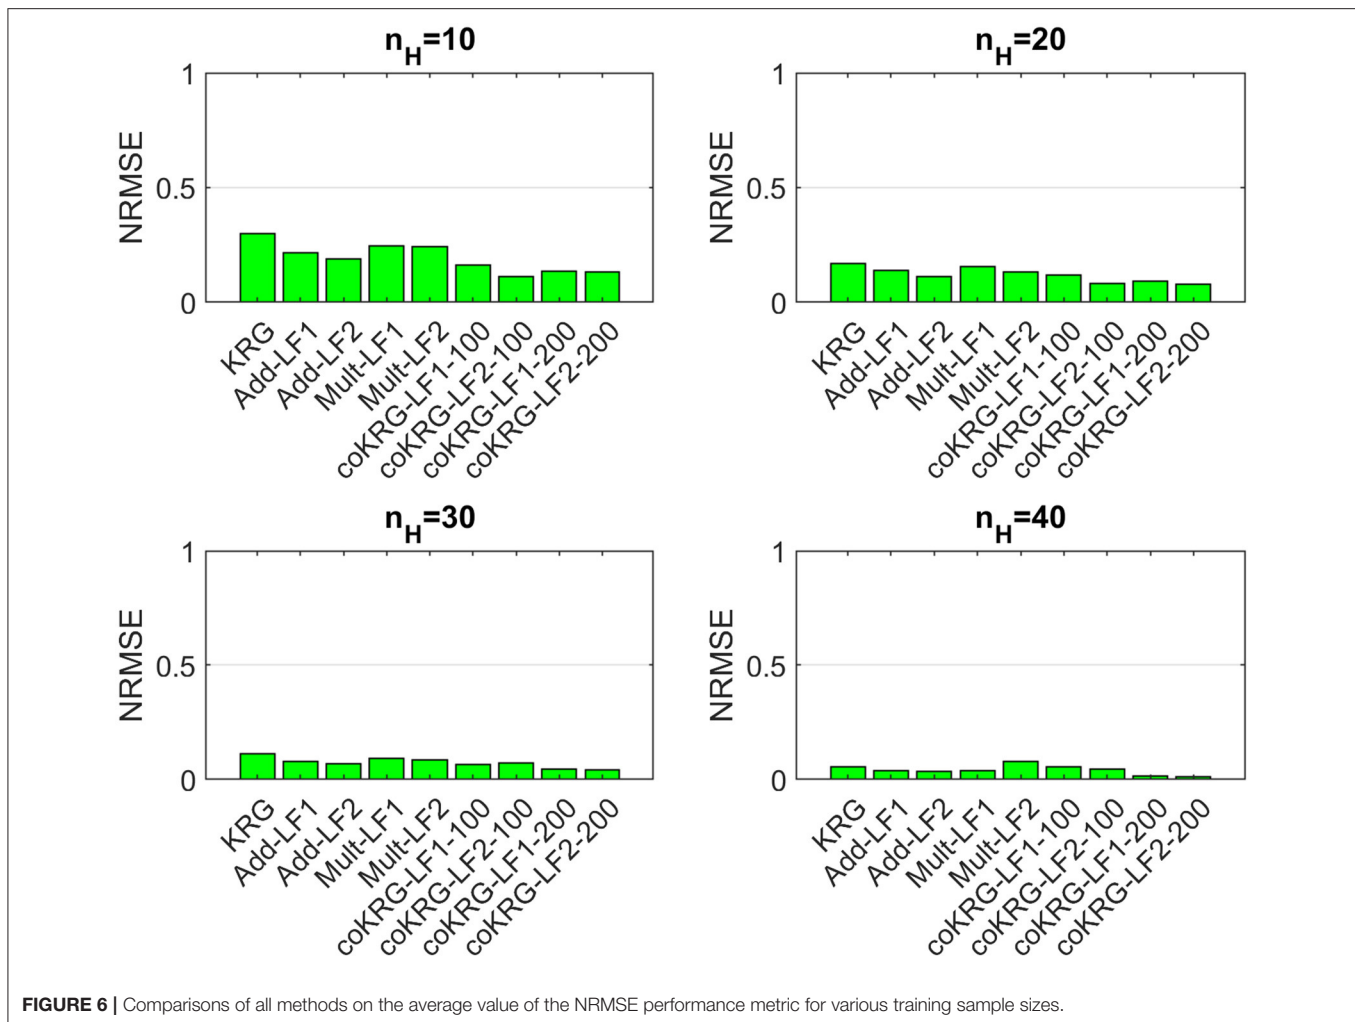 n_H=10
1
0.5
0
NRMSE
KRG
Add-LF1
Add-LF2
Mult-LF1
Mult-LF2
coKRG-LF1-100
coKRG-LF2-100
coKRG-LF1-200
coKRG-LF2-200
n_H=20
1
0.5
0
NRMSE
KRG
Add-LF1
Add-LF2
Mult-LF1
Mult-LF2
coKRG-LF1-100
coKRG-LF2-100
coKRG-LF1-200
coKRG-LF2-200
n_H=30
1
0.5
0
NRMSE
KRG
Add-LF1
Add-LF2
Mult-LF1
Mult-LF2
coKRG-LF1-100
coKRG-LF2-100
coKRG-LF1-200
coKRG-LF2-200
n_H=40
1
0.5
0
NRMSE
KRG
Add-LF1
Add-LF2
Mult-LF1
Mult-LF2
coKRG-LF1-100
coKRG-LF2-100
coKRG-LF1-200
coKRG-LF2-200
FIGURE 6 | Comparisons of all methods on the average value of the NRMSE performance metric for various training sample sizes.